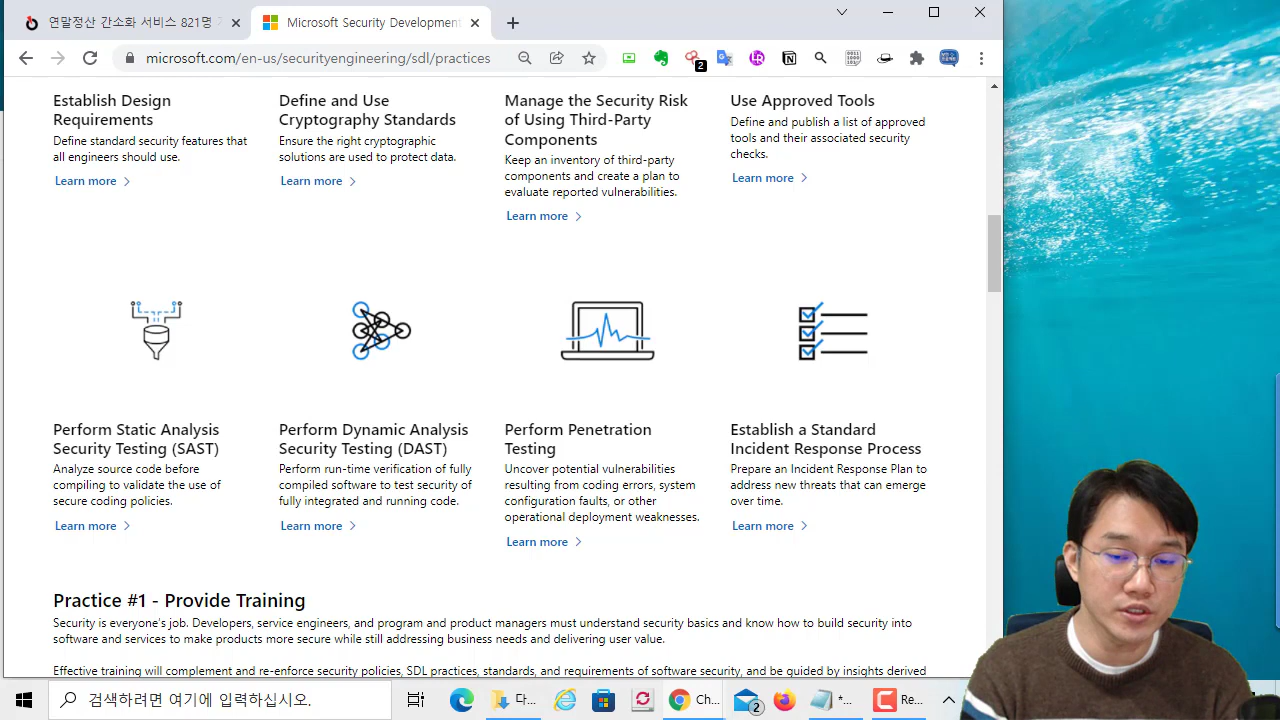 연말정산 간소화 서비스 821명
Microsoft Security Development
microsoft.com/en-us/securityengineering/sdl/practices
2
Establish Design
Requirements
Define standard security features that
all engineers should use.
Learn more
Define and Use
Cryptography Standards
Ensure the right cryptographic
solutions are used to protect data.
Learn more
Manage the Security Risk
of Using Third-Party
Components
Keep an inventory of third-party
components and create a plan to
evaluate reported vulnerabilities.
Learn more
Use Approved Tools
Define and publish a list of approved
tools and their associated security
checks.
Learn more
Perform Static Analysis
Security Testing (SAST)
Analyze source code before
compiling to validate the use of
secure coding policies.
Learn more
Perform Dynamic Analysis
Security Testing (DAST)
Perform run-time verification of fully
compiled software to test security of
fully integrated and running code.
Learn more
Perform Penetration
Testing
Uncover potential vulnerabilities
resulting from coding errors, system
configuration faults, or other
operational deployment weaknesses.
Learn more
Establish a Standard
Incident Response Process
Prepare an Incident Response Plan to
address new threats that can emerge
over time.
Learn more
Practice #1 - Provide Training
Security is everyone's job. Developers, service engineers, and program and product managers must understand security basics and know how to build security into
software and services to make products more secure while still addressing business needs and delivering user value.
Effective training will complement and re-enforce security policies, SDL practices, standards, and requirements of software security, and be guided by insights derived
검색하려면 여기에 입력하십시오.
다...
Ch...
2
*...
Re...